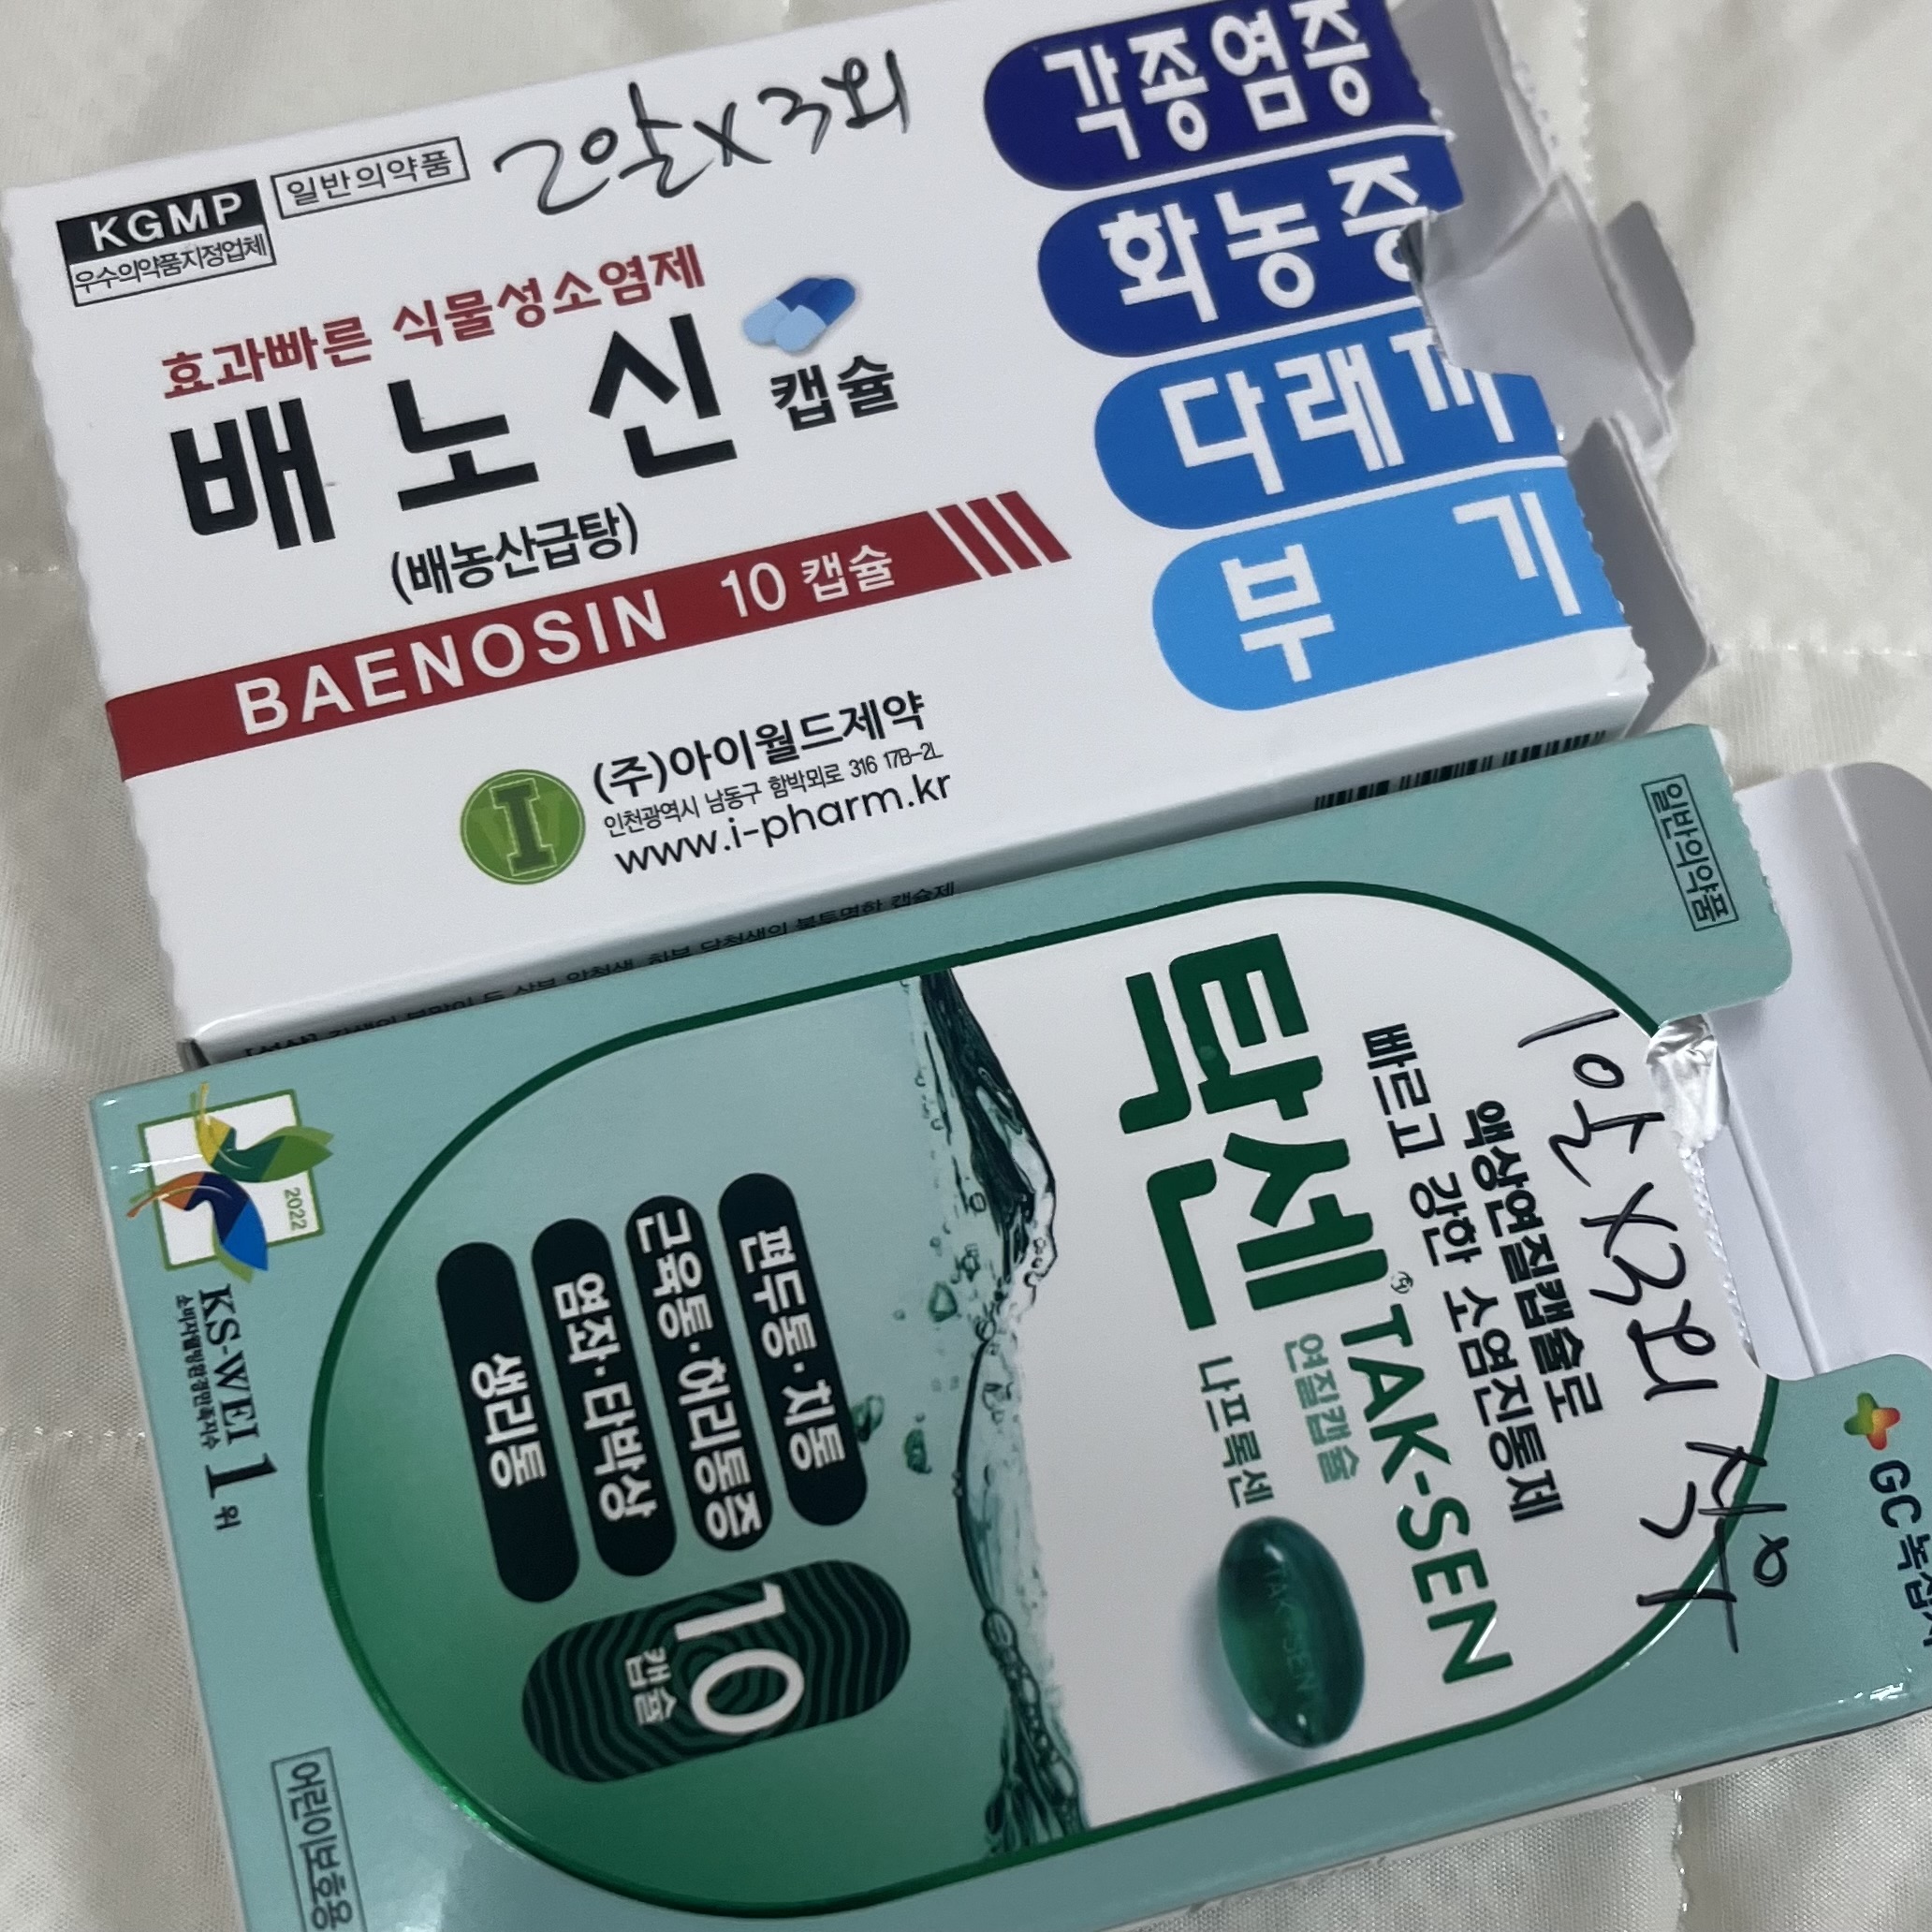 KGMP
우수의약품지정업체
일반의약품
2알x3회
효과빠른 식물성소염제
배노신 캡슐
(배농산급탕)
BAENOSIN 10 캡슐
(주)아이월드제약
인천광역시 남동구 함박뫼로 316 17B-2L
www.i-pharm.kr
각종염증
화농증
다래끼
부기
일반의약품
1알x3회
빠르고 강한 소염진통제
액상연질캡슐로
탁센® TAK-SEN
연질캡슐
나프록센
TAK-SEN
편두통·치통
근육통·허리통증
염좌·타박상
생리통
10
캡슐
2022
KS-WEI 1위
어린이보호용
GC